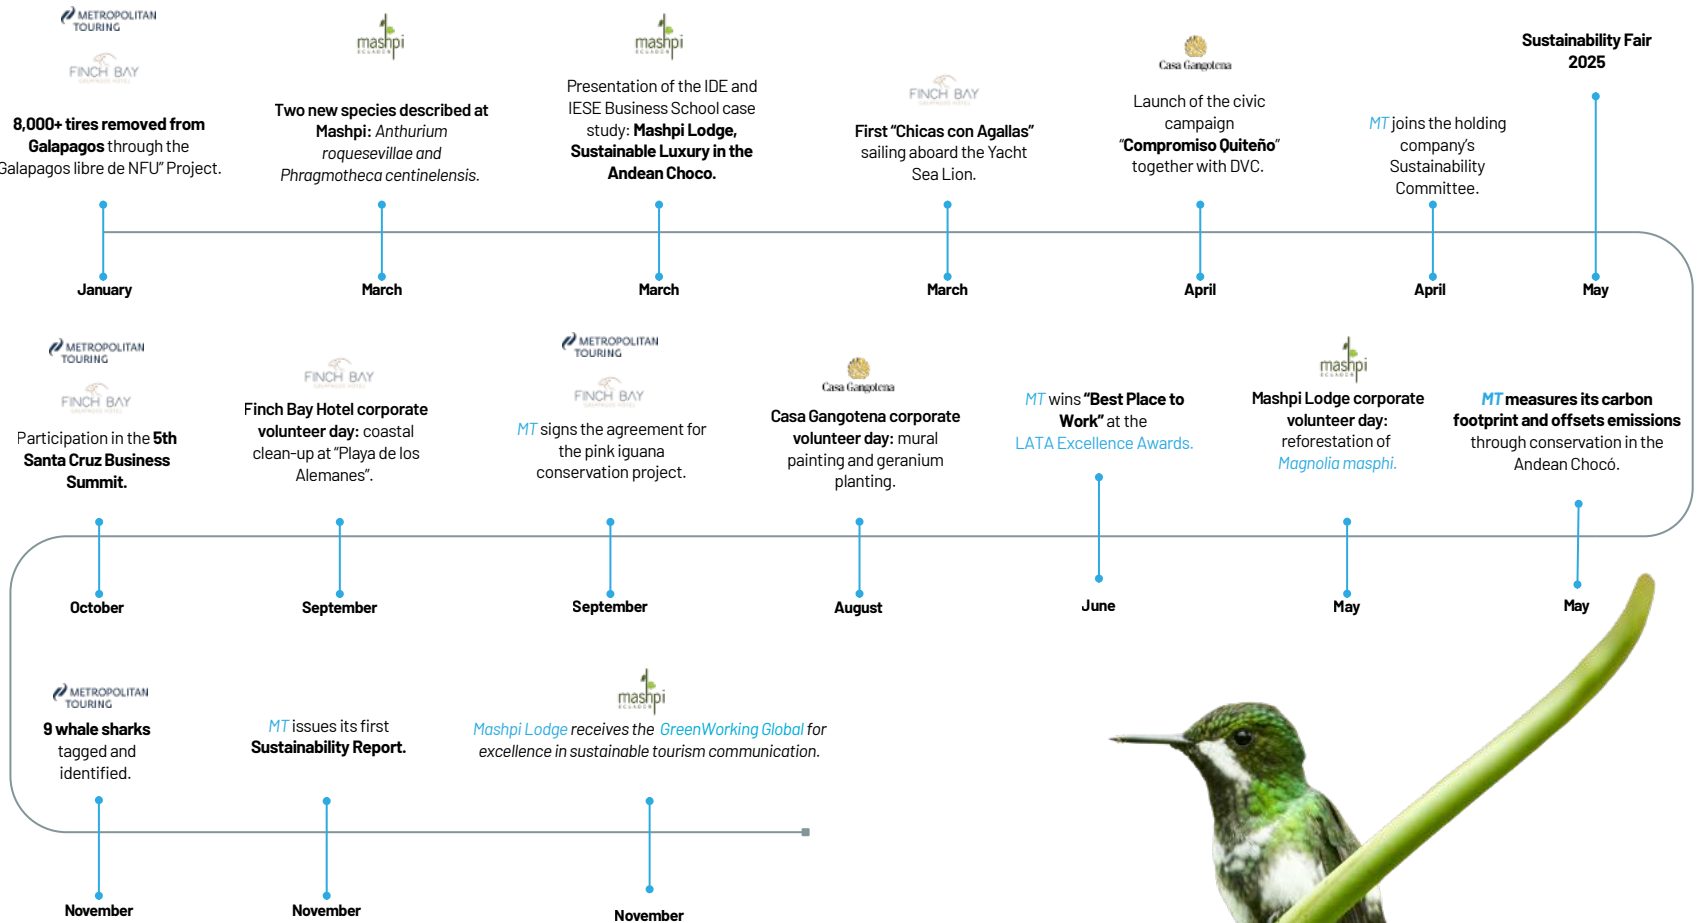 METROPOLITAN
TOURING
FINCH BAY
8,000+ tires removed from
Galapagos through the
Galapagos libre de NFU" Project.
January
mashpi
ECUADOR
Two new species described at
Mashpi: Anthurium
roquesevillae and
Phragmotheca centinelensis.
March
mashpi
ECUADOR
Presentation of the IDE and
IESE Business School case
study: Mashpi Lodge,
Sustainable Luxury in the
Andean Choco.
March
FINCH BAY
First “Chicas con Agallas”
sailing aboard the Yacht
Sea Lion.
March
Casa Gangotena
Launch of the civic
campaign
“Compromiso Quiteño”
together with DVC.
April
MT joins the holding
company’s
Sustainability
Committee.
April
Sustainability Fair
2025
May
MT measures its carbon
footprint and offsets emissions
through conservation in the
Andean Chocó.
May
mashpi
ECUADOR
Mashpi Lodge corporate
volunteer day:
reforestation of
Magnolia masphi.
May
MT wins “Best Place to
Work” at the
LATA Excellence Awards.
June
Casa Gangotena
Casa Gangotena corporate
volunteer day: mural
painting and geranium
planting.
August
METROPOLITAN
TOURING
FINCH BAY
MT signs the agreement for
the pink iguana
conservation project.
September
FINCH BAY
Finch Bay Hotel corporate
volunteer day: coastal
clean-up at “Playa de los
Alemanes”.
September
METROPOLITAN
TOURING
FINCH BAY
Participation in the 5th
Santa Cruz Business
Summit.
October
METROPOLITAN
TOURING
9 whale sharks
tagged and
identified.
November
MT issues its first
Sustainability Report.
November
mashpi
ECUADOR
Mashpi Lodge receives the GreenWorking Global for
excellence in sustainable tourism communication.
November